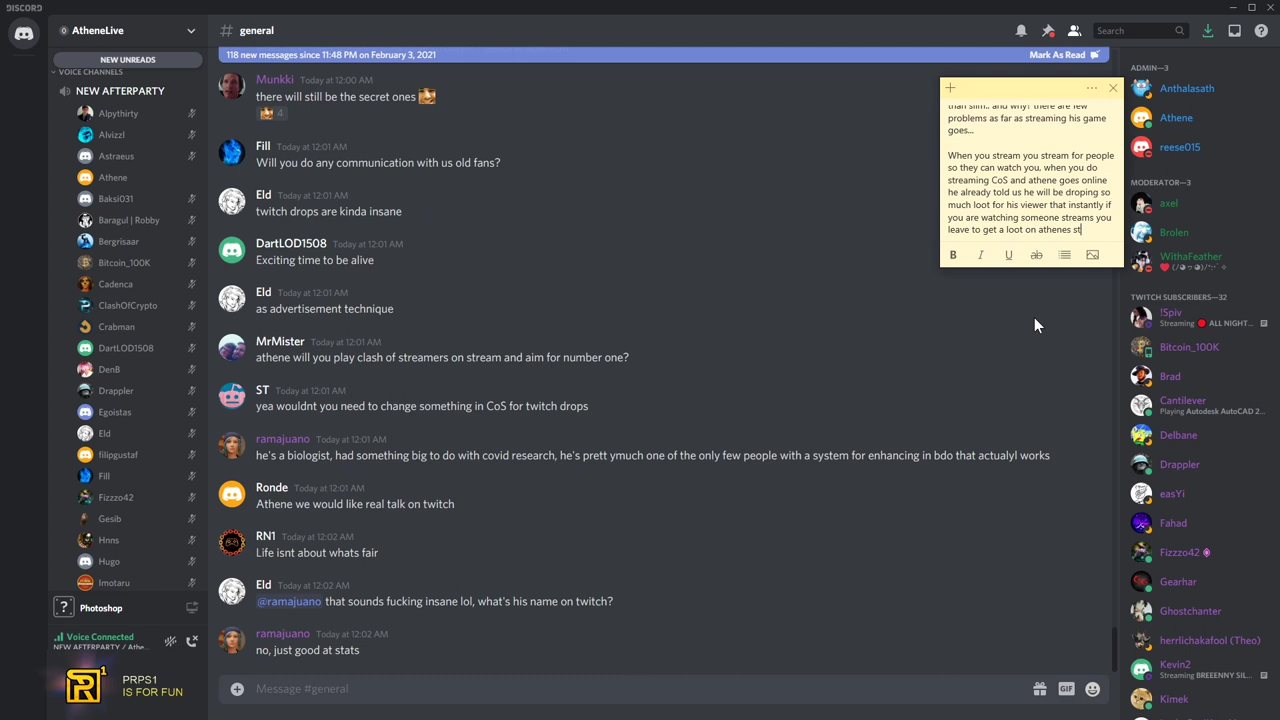 DISCORD
AtheneLive
# general
Search
NEW UNREADS
VOICE CHANNELS
NEW AFTERPARTY
Alpythirty
Alvizzl
Astraeus
Athene
Baksi031
Baragul | Robby
Bergrisaar
Bitcoin_100K
Cadenca
ClashOfCrypto
Crabman
DartLOD1508
DenB
Drappler
Egoistas
Eld
filipgustaf
Fill
Fizzzo42
Gesib
Hnns
Hugo
Imotaru
? Photoshop
Voice Connected
NEW AFTERPARTY / Athe...
R1
PRPS1
IS FOR FUN
118 new messages since 11:48 PM on February 3, 2021
Mark As Read
Munkki Today at 12:00 AM
there will still be the secret ones
4
Fill Today at 12:01 AM
Will you do any communication with us old fans?
Eld Today at 12:01 AM
twitch drops are kinda insane
DartLOD1508 Today at 12:01 AM
Exciting time to be alive
Eld Today at 12:01 AM
as advertisement technique
MrMister Today at 12:01 AM
athene will you play clash of streamers on stream and aim for number one?
ST Today at 12:01 AM
yea wouldnt you need to change something in CoS for twitch drops
ramajuano Today at 12:01 AM
he's a biologist, had something big to do with covid research, he's prett ymuch one of the only few people with a system for enhancing in bdo that actualyl works
Ronde Today at 12:01 AM
Athene we would like real talk on twitch
RN1 Today at 12:02 AM
Life isnt about whats fair
Eld Today at 12:02 AM
@ramajuano that sounds fucking insane lol, what's his name on twitch?
ramajuano Today at 12:02 AM
no, just good at stats
Message #general
GIF
than slim.. and why? there are few
problems as far as streaming his game
goes...
When you stream you stream for people
so they can watch you, when you do
streaming CoS and athene goes online
he already told us he will be droping so
much loot for his viewer that instantly if
you are watching someone streams you
leave to get a loot on athenes st
B I U ab
ADMIN—3
Anthalasath
Athene
reese015
MODERATOR—3
axel
Brolen
WithaFeather
TWITCH SUBSCRIBERS—32
!Spiv
Streaming ALL NIGHT...
Bitcoin_100K
Brad
Cantilever
Playing Autodesk AutoCAD 2...
Delbane
Drappler
easYi
Fahad
Fizzzo42
Gearhar
Ghostchanter
herrlichakafool (Theo)
Kevin2
Streaming BREEENNY SIL...
Kimek